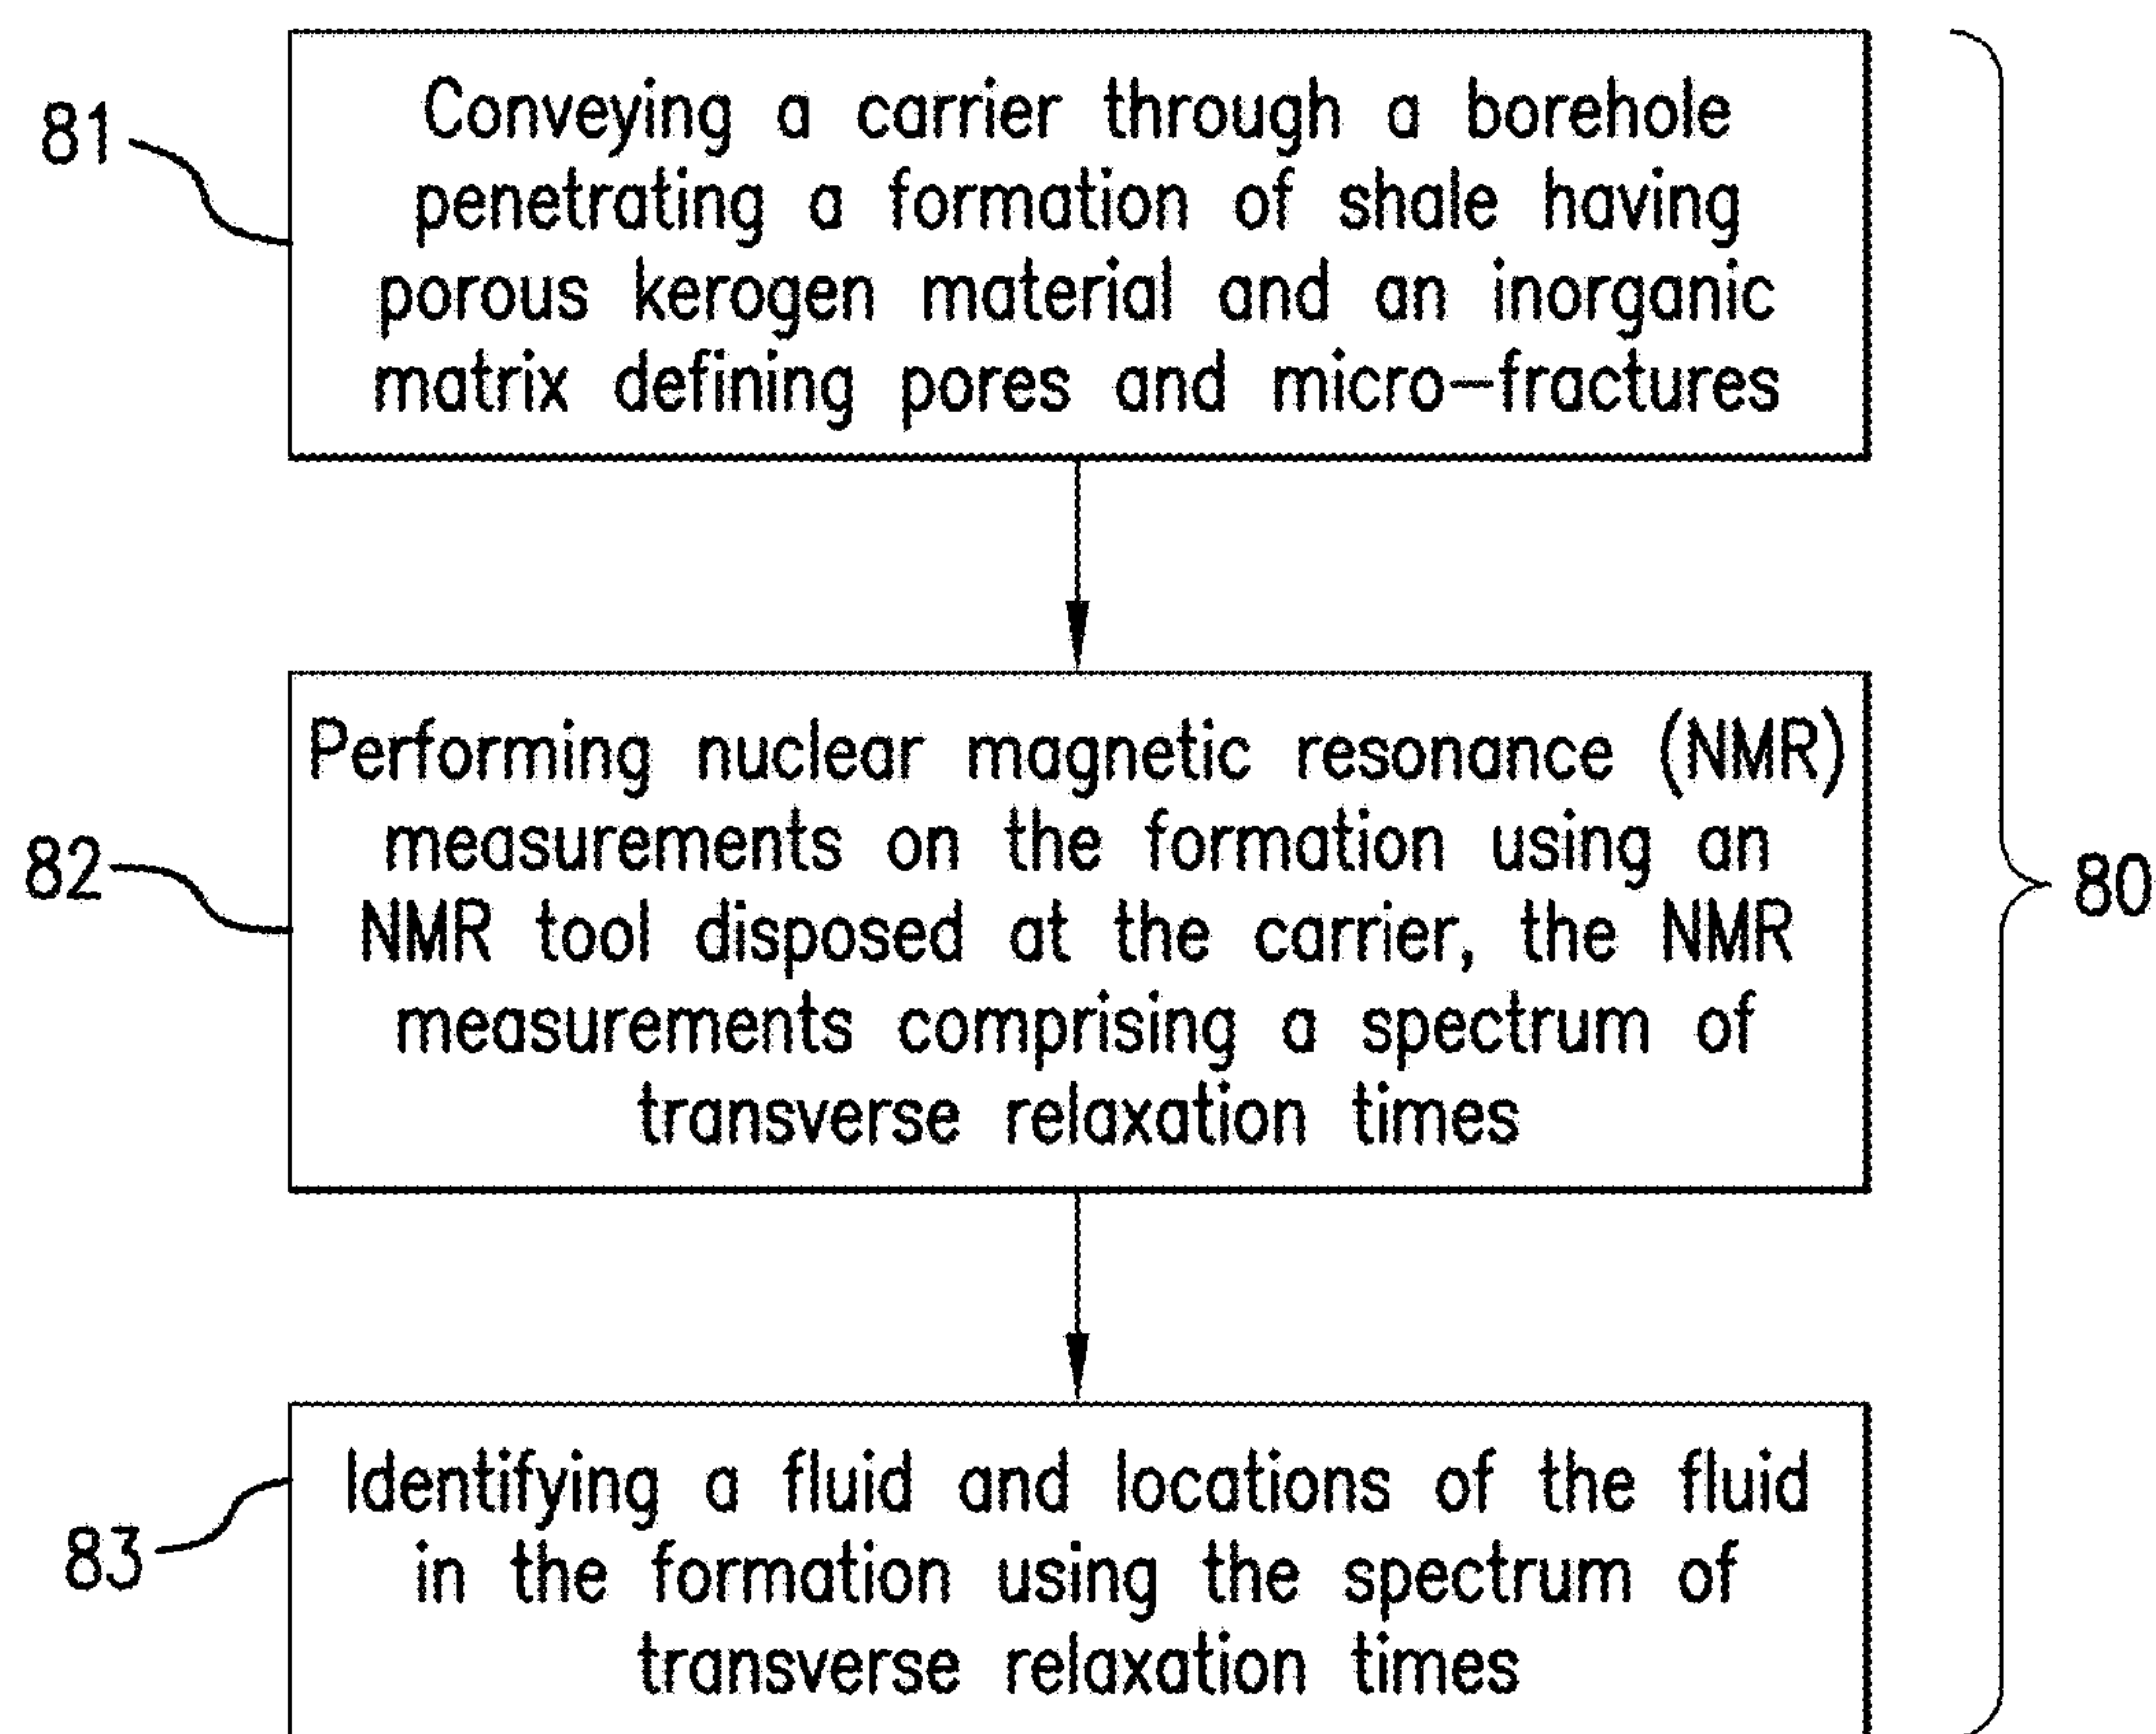 81
Conveying a carrier through a borehole
penetrating a formation of shale having
porous kerogen material and an inorganic
matrix defining pores and micro–fractures
82
Performing nuclear magnetic resonance (NMR)
measurements on the formation using an
NMR tool disposed at the carrier, the NMR
measurements comprising a spectrum of
transverse relaxation times
80
83
Identifying a fluid and locations of the fluid
in the formation using the spectrum of
transverse relaxation times